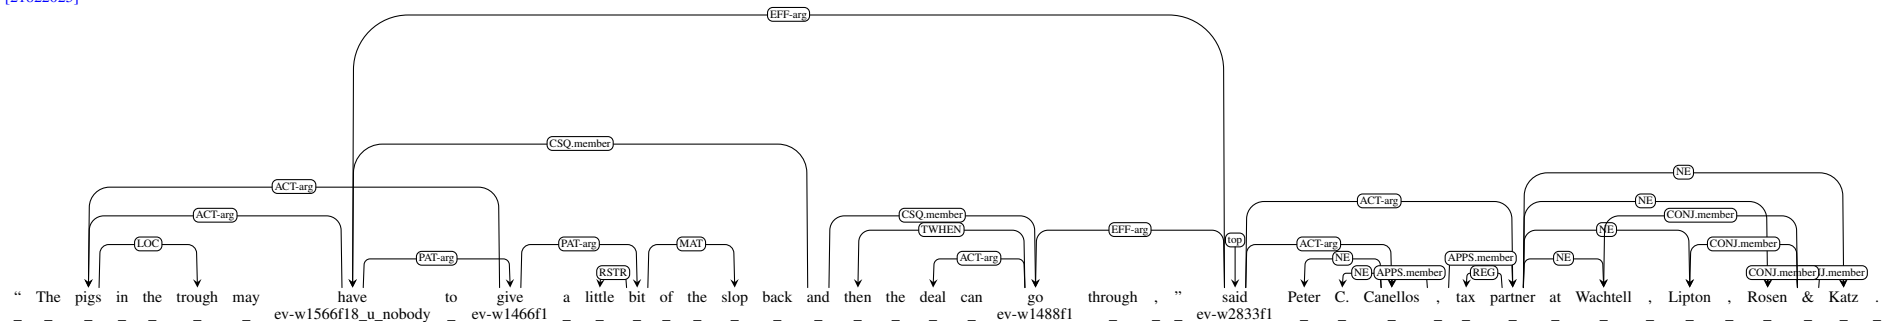 [21022023]
EFF-arg
CSQ.member
NE
ACT-arg ACT-arg NE
ACT-arg CSQ.member CONJ.member
TWHEN EFF-arg NE
LOC PAT-arg MAT top ACT-arg CONJ.member
PAT-arg ACT-arg NE APPS.member NE
RSTR NE APPS.member REG CONJ.member J.member
“ The pigs in the trough may have to give a little bit of the slop back and then the deal can go through , ” said Peter C. Canellos , tax partner at Wachtell , Lipton , Rosen & Katz .
_ _ _ _ _ _ _ ev-w1566f18_u_nobody _ ev-w1466f1 _ _ _ _ _ _ _ _ _ _ _ _ ev-w1488f1 _ _ _ ev-w2833f1 _ _ _ _ _ _ _ _ _ _ _ _ _ _ _